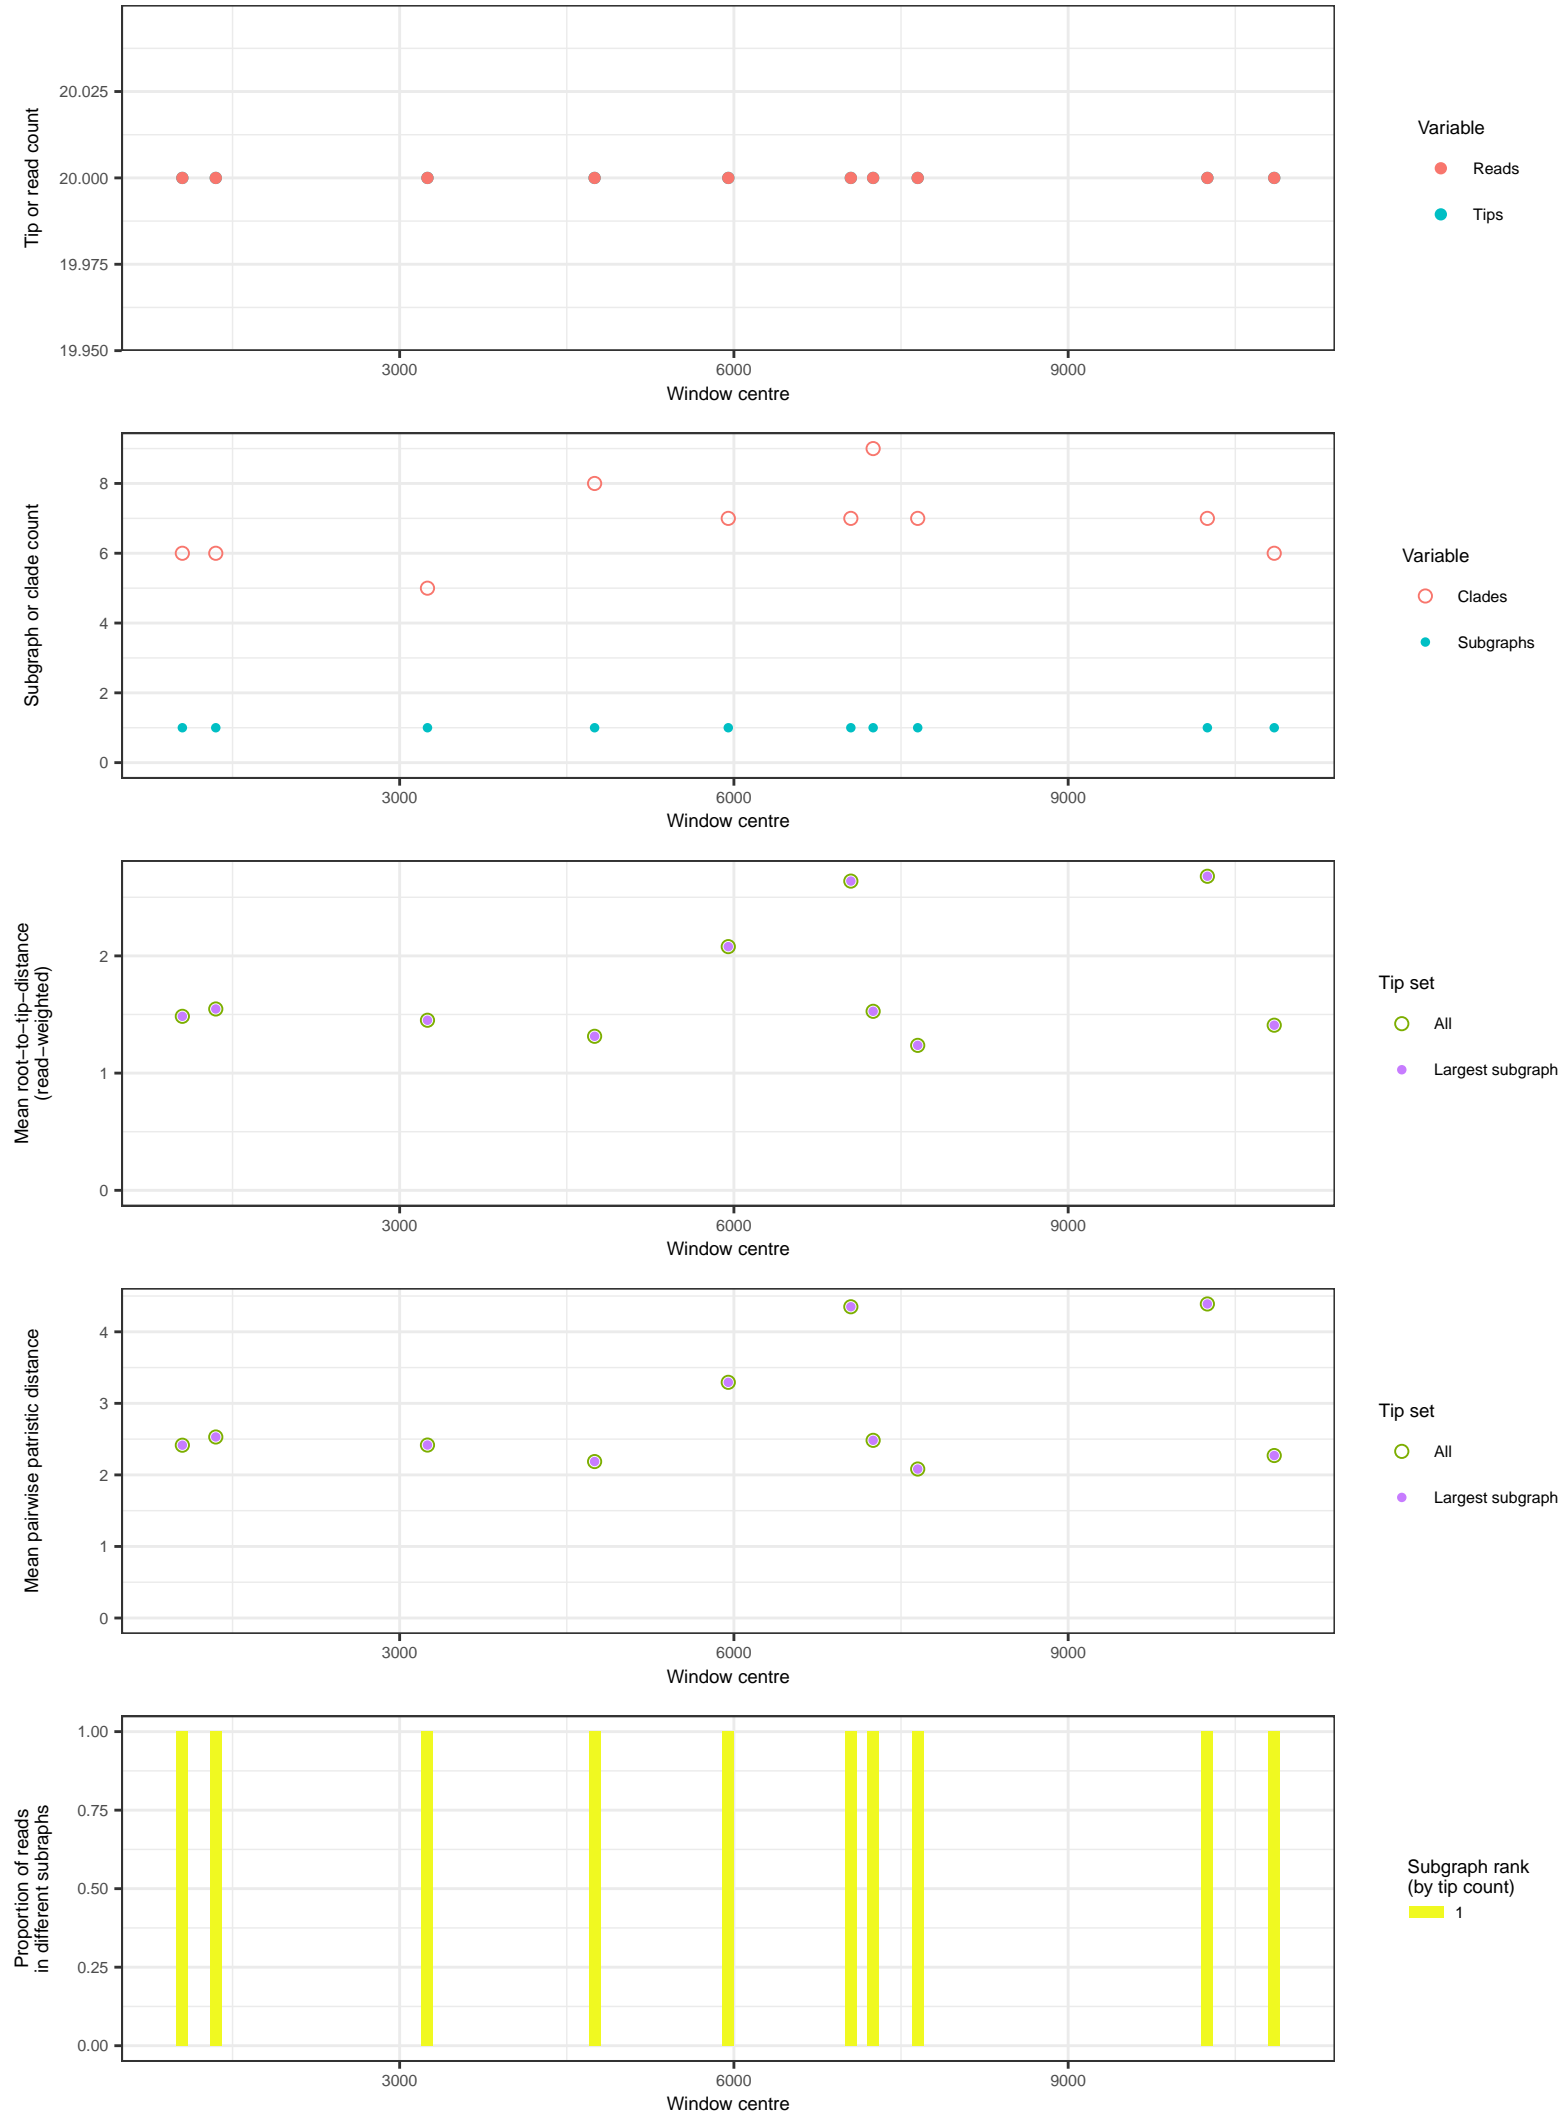 20.025
20.000
19.975
19.950
Tip or read count
3000
6000
9000
Window centre
Variable
Reads
Tips
8
6
4
2
0
Subgraph or clade count
3000
6000
9000
Window centre
Variable
Clades
Subgraphs
2
1
0
Mean root−to−tip−distance
(read−weighted)
3000
6000
9000
Window centre
Tip set
All
Largest subgraph
4
3
2
1
0
Mean pairwise patristic distance
3000
6000
9000
Window centre
Tip set
All
Largest subgraph
1.00
0.75
0.50
0.25
0.00
Proportion of reads
in different subraphs
3000
6000
9000
Window centre
Subgraph rank
(by tip count)
1